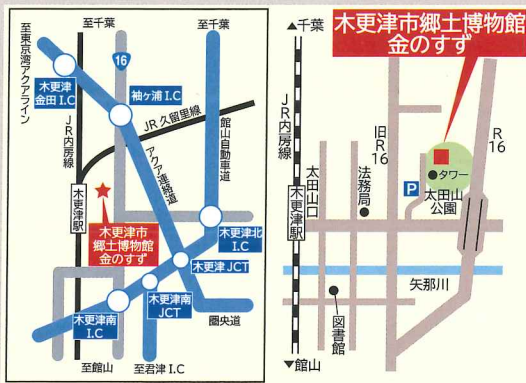 至千葉
至千葉
至東京湾アクアライン
16
木更津
金田 I.C
袖ヶ浦 I.C
JR 久留里線
JR内房線
館山自動車道
アクア連絡道
木更津駅
木更津市
郷土博物館
金のすず
木更津北
I.C
木更津 JCT
木更津南
JCT
木更津南
I.C
圏央道
至館山
至君津 I.C
木更津市郷土博物館
金のすず
▲千葉
JR内房線
旧R16
R16
太田山口
法務局
P
タワー
太田山
公園
木更津駅
矢那川
図書館
▼館山